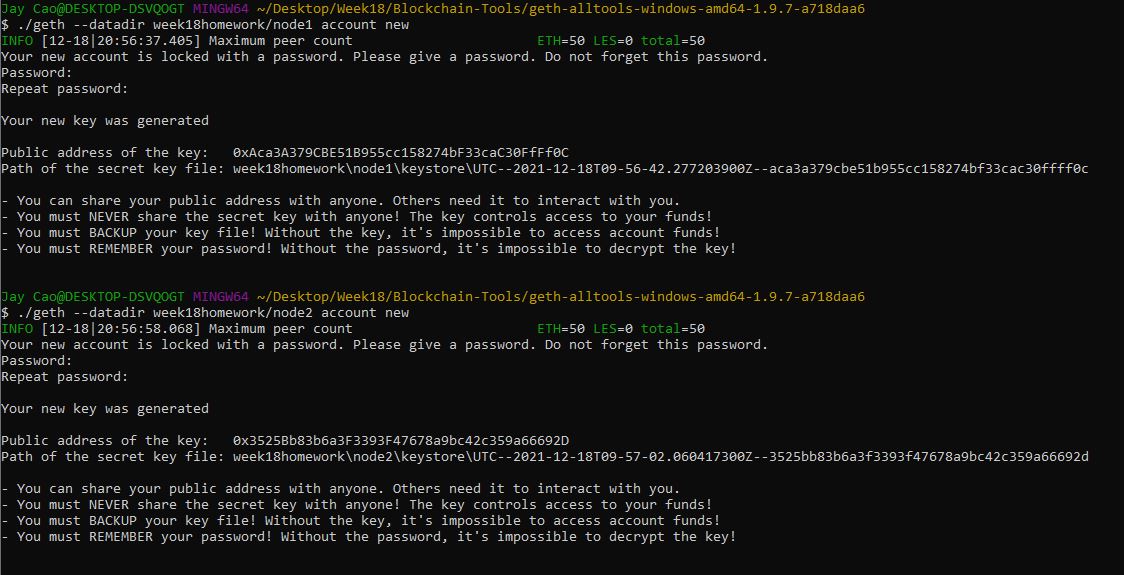 Jay Cao@DESKTOP-DSVQOGT MINGW64 ~/Desktop/Week18/Blockchain-Tools/geth-alltools-windows-amd64-1.9.7-a718daa6
$ ./geth --datadir week18homework/node1 account new
INFO [12-18|20:56:37.405] Maximum peer count                       ETH=50 LES=0 total=50
Your new account is locked with a password. Please give a password. Do not forget this password.
Password:
Repeat password:

Your new key was generated

Public address of the key:   0xAca3A379CBE51B955cc158274bF33caC30FfFf0C
Path of the secret key file: week18homework\node1\keystore\UTC--2021-12-18T09-56-42.277203900Z--aca3a379cbe51b955cc158274bf33cac30ffff0c

- You can share your public address with anyone. Others need it to interact with you.
- You must NEVER share the secret key with anyone! The key controls access to your funds!
- You must BACKUP your key file! Without the key, it's impossible to access account funds!
- You must REMEMBER your password! Without the password, it's impossible to decrypt the key!

Jay Cao@DESKTOP-DSVQOGT MINGW64 ~/Desktop/Week18/Blockchain-Tools/geth-alltools-windows-amd64-1.9.7-a718daa6
$ ./geth --datadir week18homework/node2 account new
INFO [12-18|20:56:58.068] Maximum peer count                       ETH=50 LES=0 total=50
Your new account is locked with a password. Please give a password. Do not forget this password.
Password:
Repeat password:

Your new key was generated

Public address of the key:   0x3525Bb83b6a3F3393F47678a9bc42c359a66692D
Path of the secret key file: week18homework\node2\keystore\UTC--2021-12-18T09-57-02.060417300Z--3525bb83b6a3f3393f47678a9bc42c359a66692d

- You can share your public address with anyone. Others need it to interact with you.
- You must NEVER share the secret key with anyone! The key controls access to your funds!
- You must BACKUP your key file! Without the key, it's impossible to access account funds!
- You must REMEMBER your password! Without the password, it's impossible to decrypt the key!